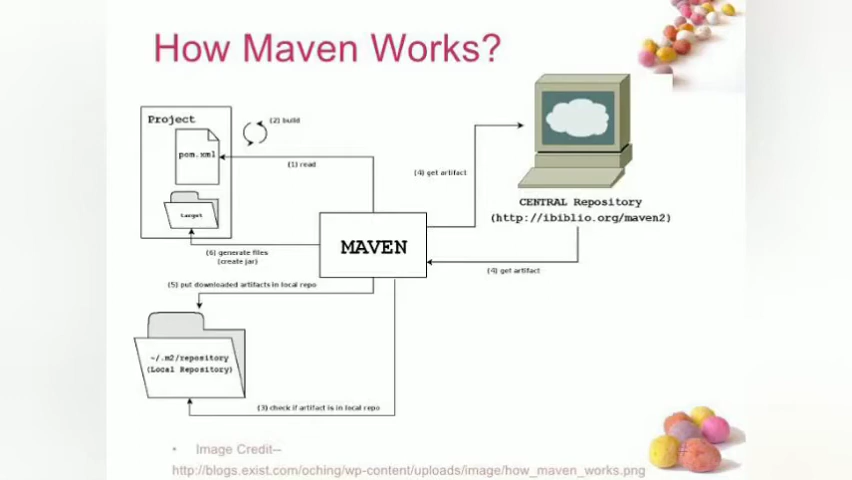 How Maven Works?
Project
(2) build
pom.xml
(1) read
(4) get artifact
target
CENTRAL Repository
(http://ibiblio.org/maven2)
MAVEN
(6) generate files
(create jar)
(4) get artifact
(5) put downloaded artifacts in local repo
~/.m2/repository
(Local Repository)
(3) check if artifact is in local repo
• Image Credit--
http://blogs.exist.com/oching/wp-content/uploads/image/how_maven_works.png